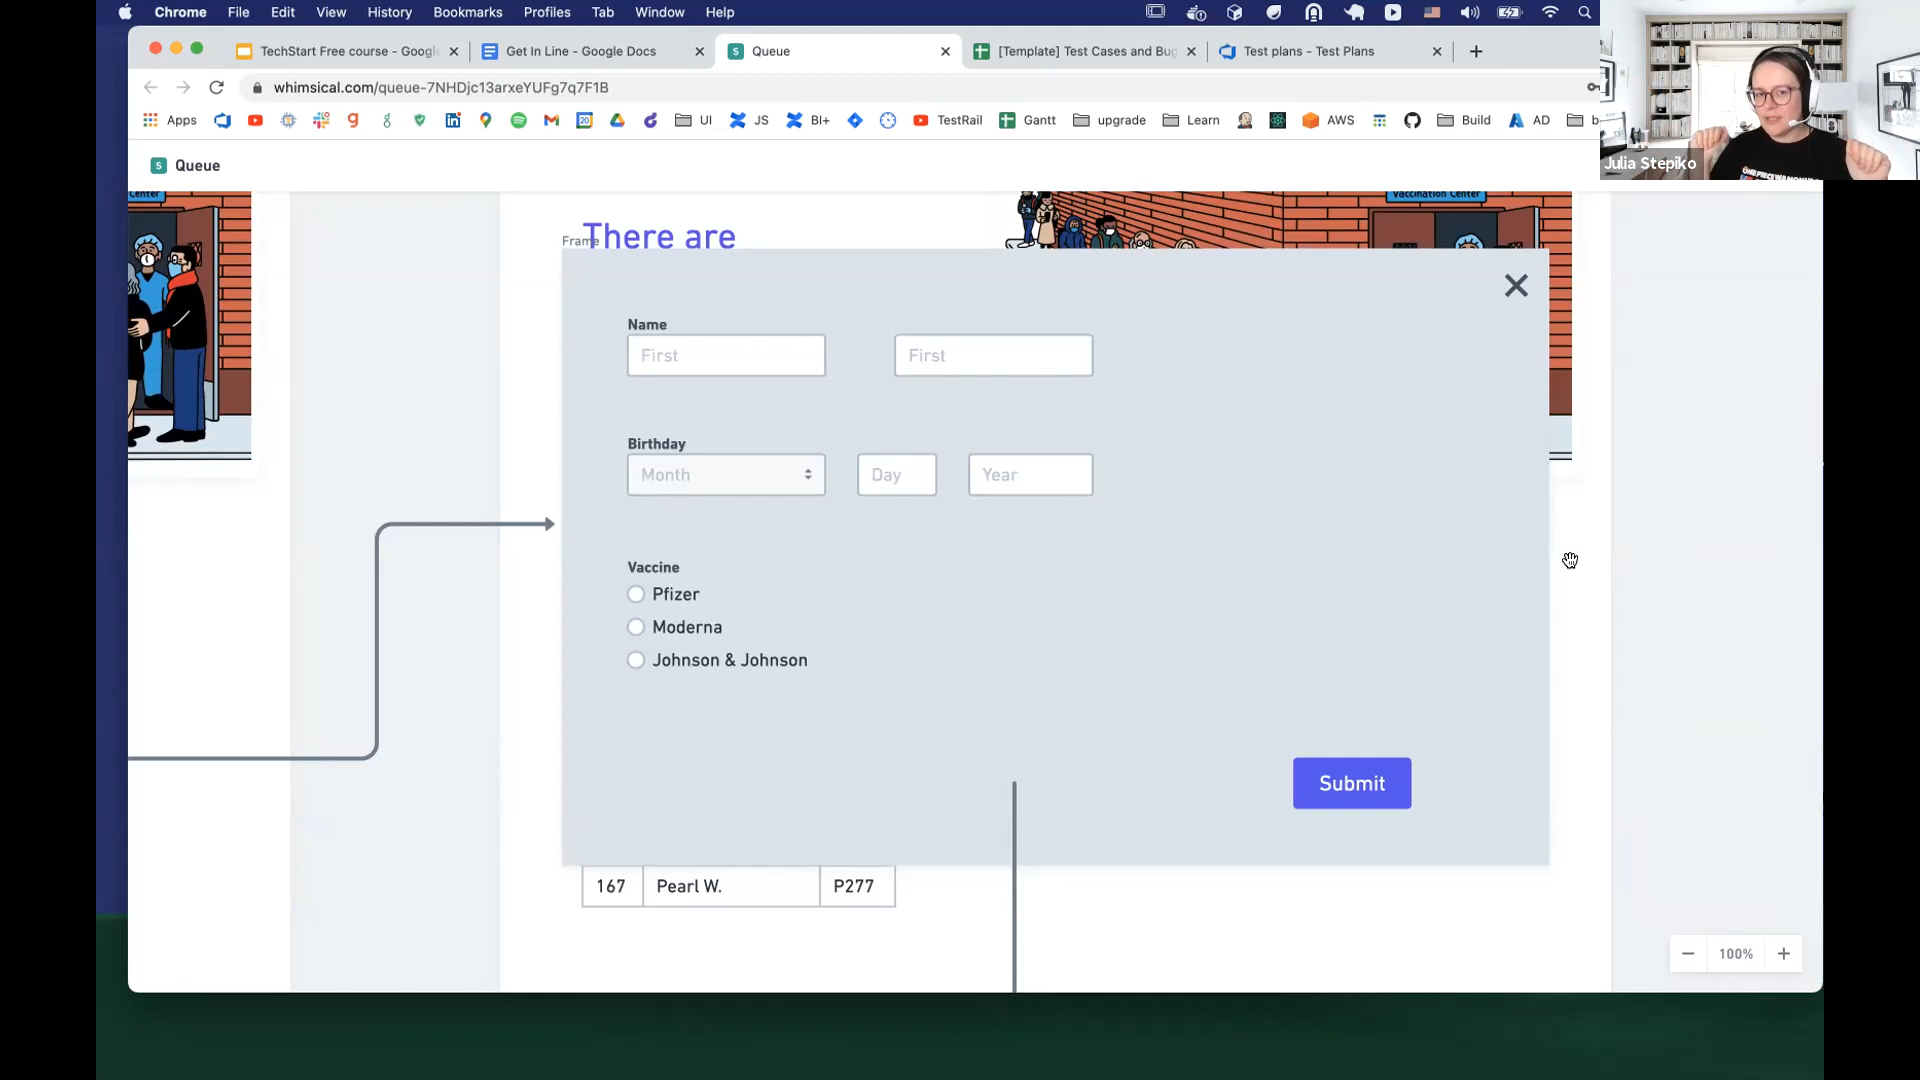 Chrome File Edit View History Bookmarks Profiles Tab Window Help
TechStart Free course - Google
Get In Line - Google Docs
Queue
[Template] Test Cases and Bug
Test plans - Test Plans
whimsical.com/queue-7NHDjc13arxeYUFg7q7F1B
Apps
20
UI
JS
BI+
TestRail
Gantt
upgrade
Learn
AWS
Build
AD
b
S Queue
Julia Stepiko
Center
Vaccination Center
There are
Frame
Name
First
First
Birthday
Month
Day
Year
Vaccine
Pfizer
Moderna
Johnson & Johnson
Submit
167 Pearl W. P277
100%